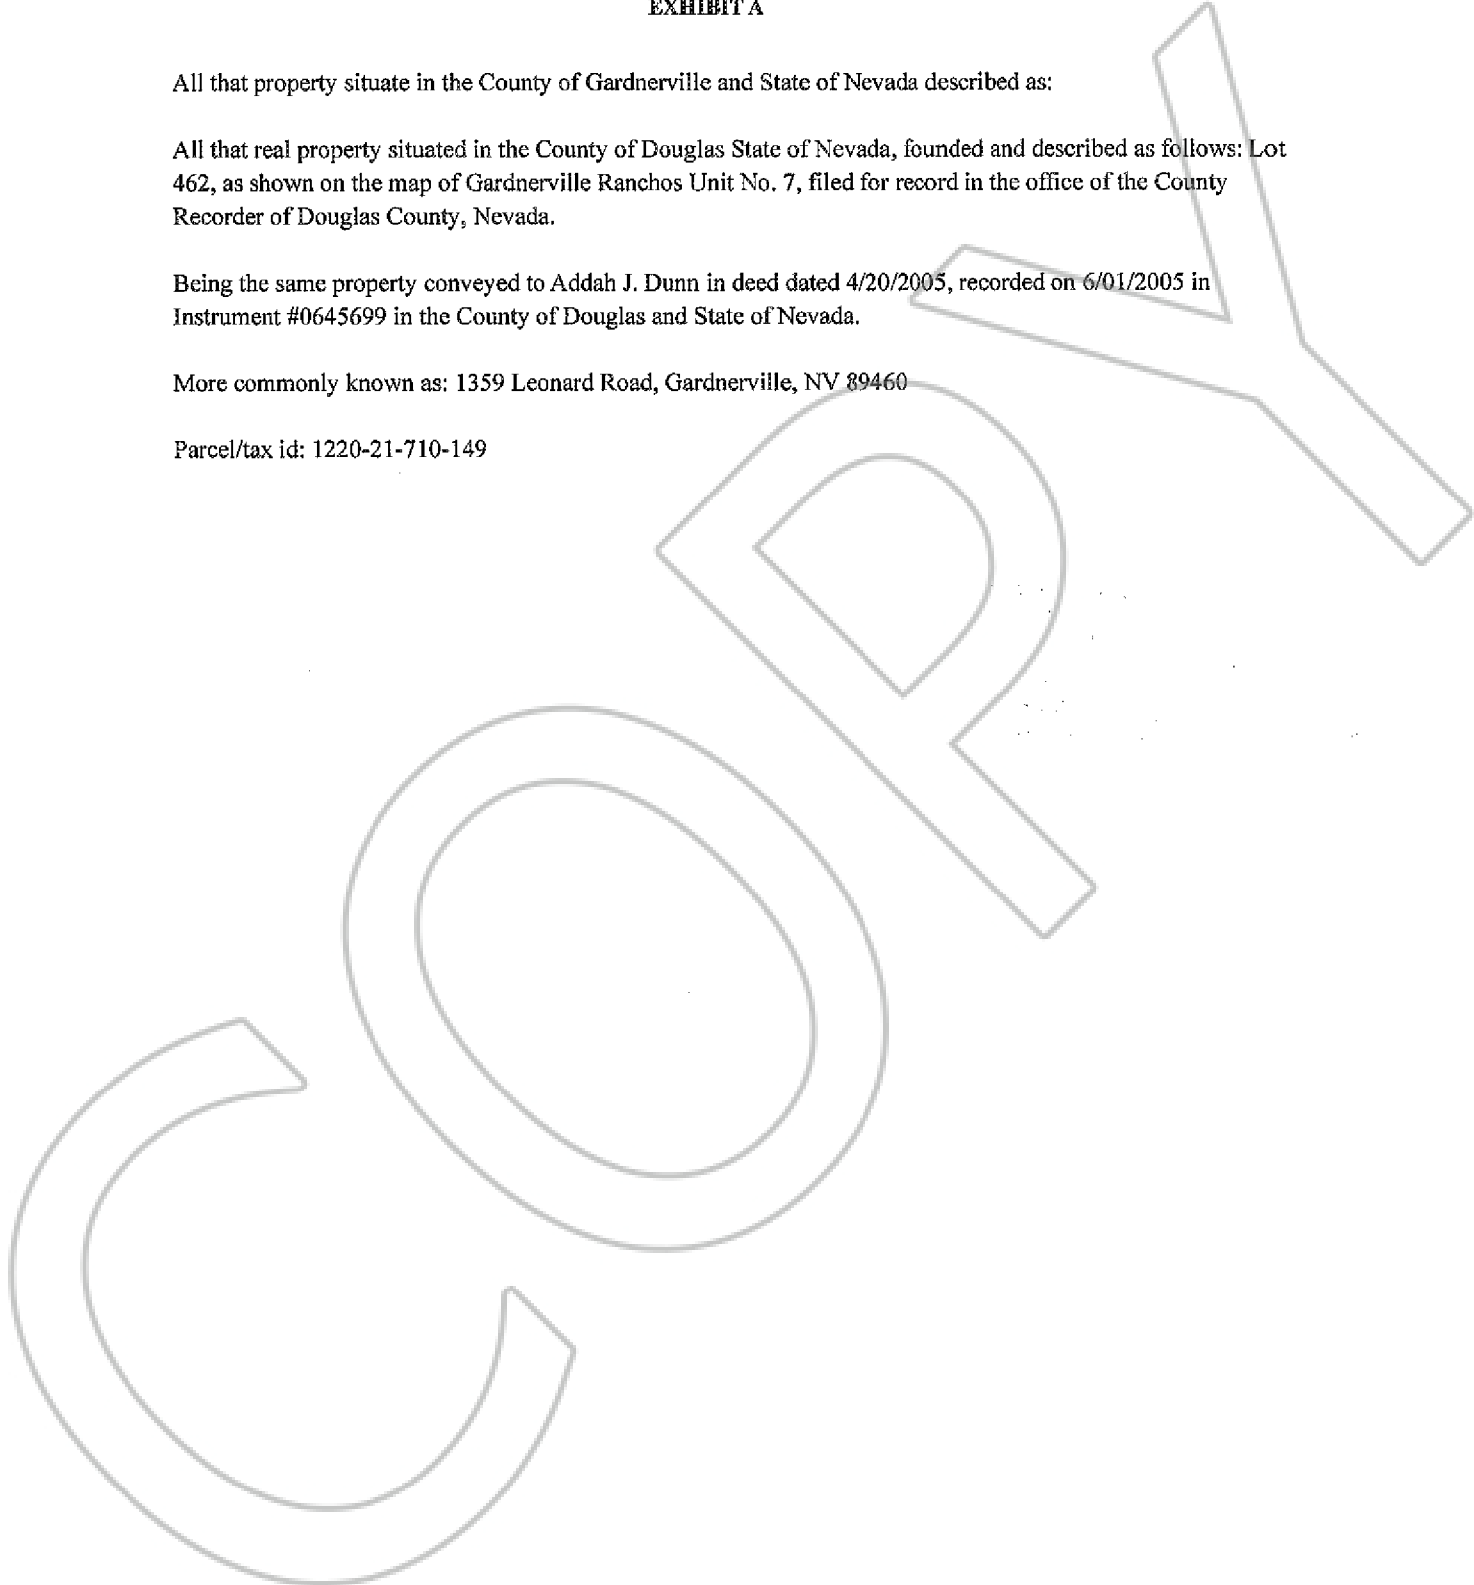 EXHIBIT A
All that property situate in the County of Gardnerville and State of Nevada described as:
All that real property situated in the County of Douglas State of Nevada, founded and described as follows: Lot
462, as shown on the map of Gardnerville Ranchos Unit No. 7, filed for record in the office of the County
Recorder of Douglas County, Nevada.
Being the same property conveyed to Addah J. Dunn in deed dated 4/20/2005, recorded on 6/01/2005 in
Instrument #0645699 in the County of Douglas and State of Nevada.
More commonly known as: 1359 Leonard Road, Gardnerville, NV 89460
Parcel/tax id: 1220-21-710-149
COPY